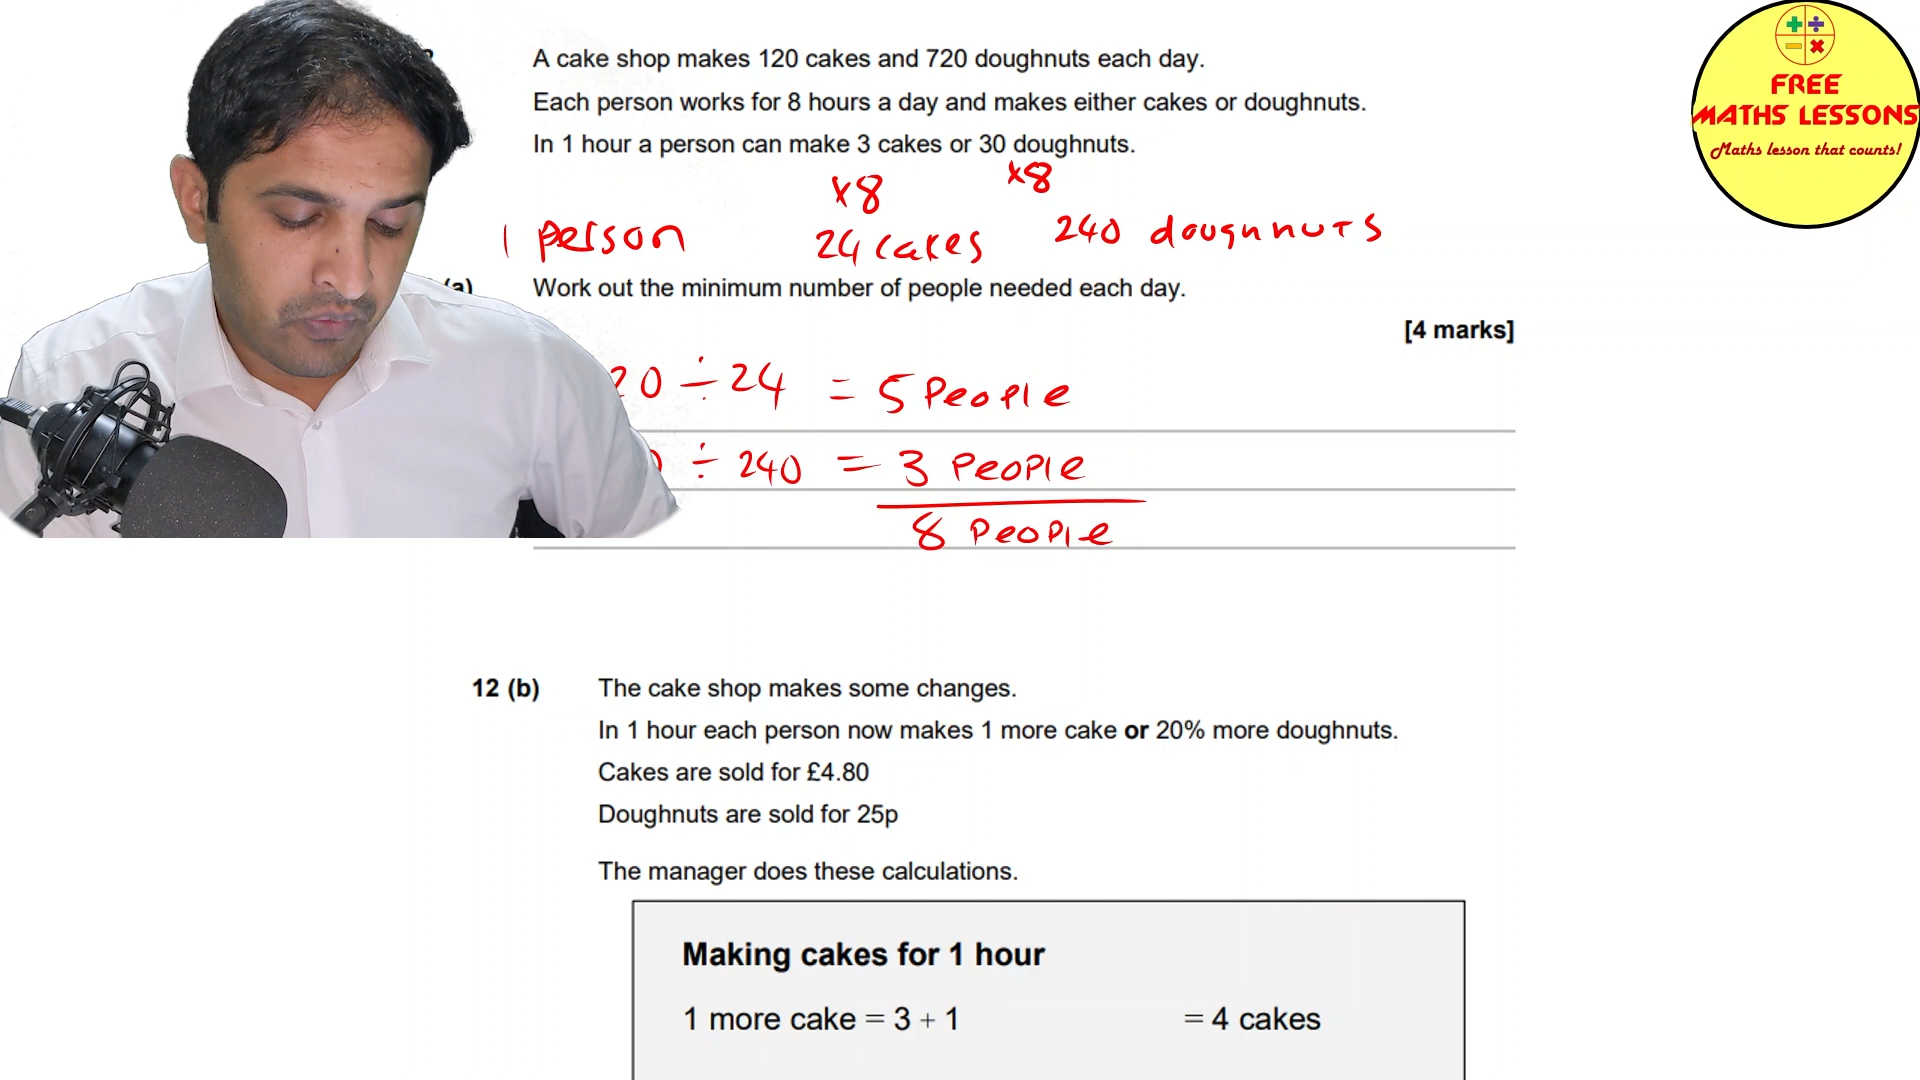 A cake shop makes 120 cakes and 720 doughnuts each day.
Each person works for 8 hours a day and makes either cakes or doughnuts.
In 1 hour a person can make 3 cakes or 30 doughnuts.
×8 ×8
1 person 24 cakes 240 doughnuts
(a) Work out the minimum number of people needed each day.
[4 marks]
20 ÷ 24 = 5 People
÷ 240 = 3 People
8 People
12 (b) The cake shop makes some changes.
In 1 hour each person now makes 1 more cake or 20% more doughnuts.
Cakes are sold for £4.80
Doughnuts are sold for 25p
The manager does these calculations.
Making cakes for 1 hour
1 more cake = 3 + 1 = 4 cakes
FREE
MATHS LESSONS
Maths lesson that counts!